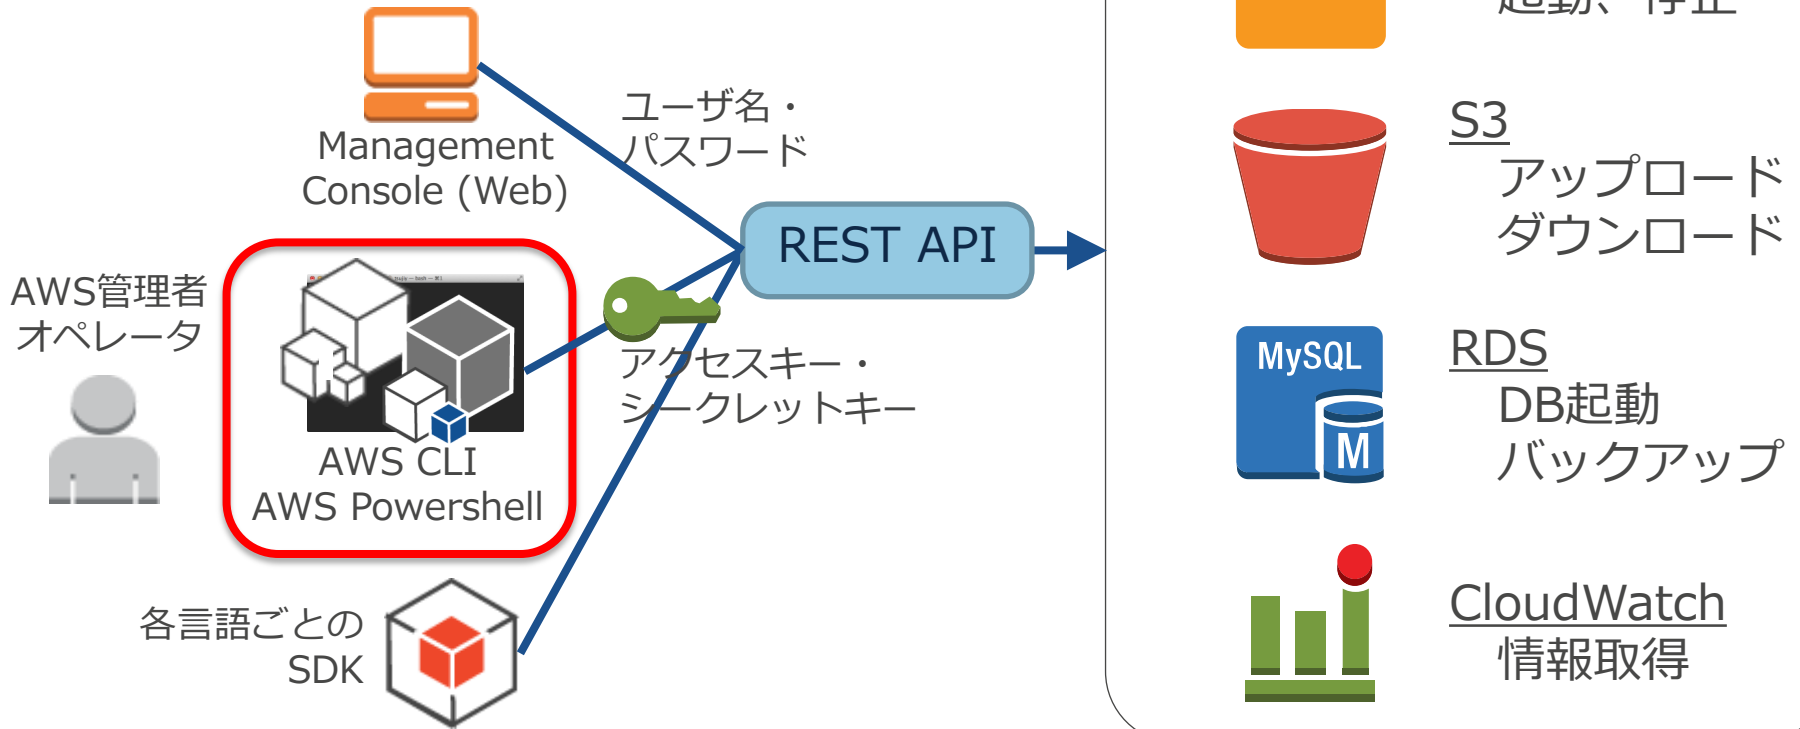 起動、停止
ユーザ名・
パスワード
Management
Console (Web)
S3
アップロード
ダウンロード
REST API
AWS管理者
オペレータ
アクセスキー・
シークレットキー
MySQL
M
RDS
DB起動
バックアップ
AWS CLI
AWS Powershell
各言語ごとの
SDK
CloudWatch
情報取得